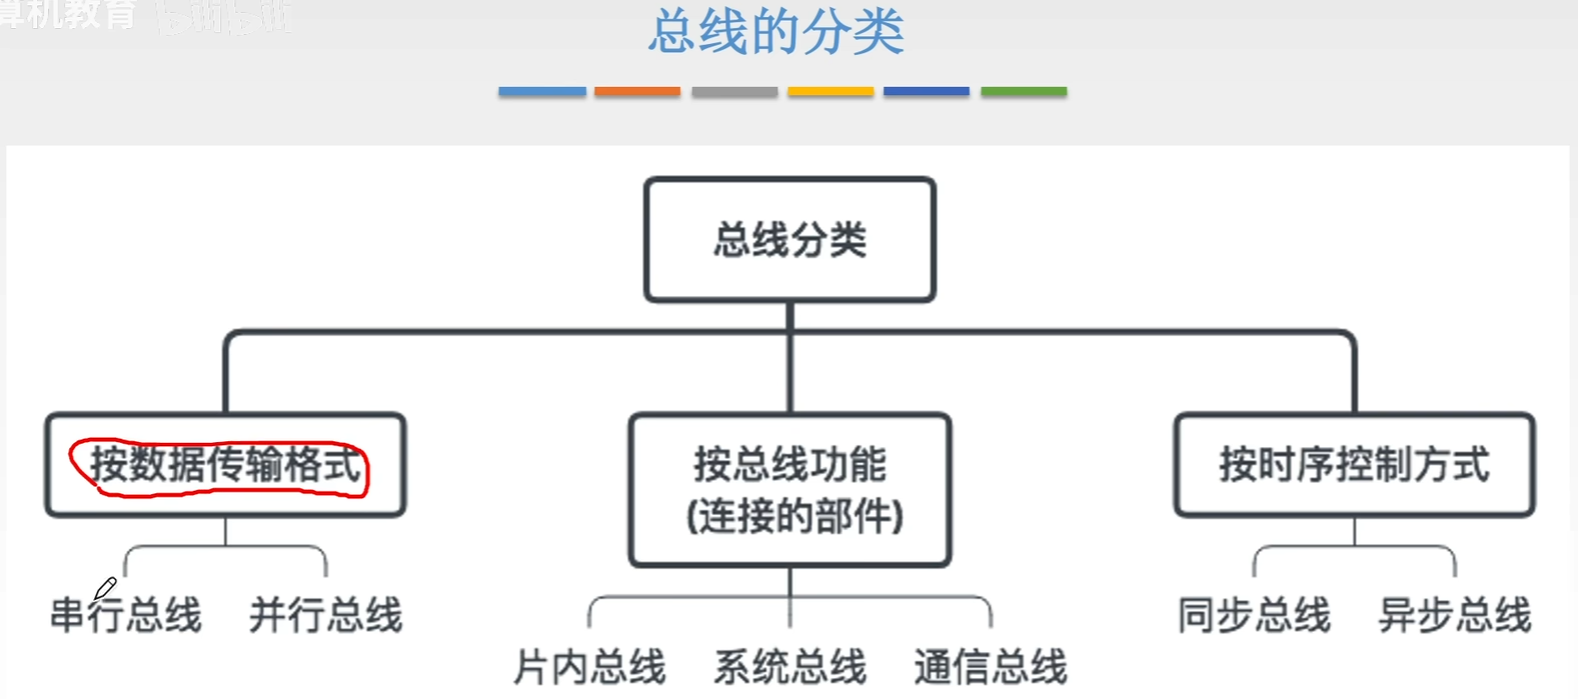 算机教育 bilibili
总线的分类
总线分类
按数据传输格式
按总线功能
(连接的部件)
按时序控制方式
串行总线
并行总线
片内总线
系统总线
通信总线
同步总线
异步总线